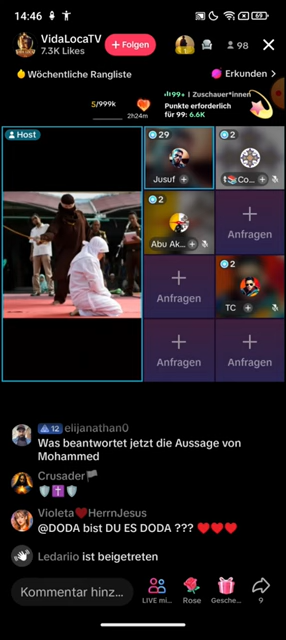 14:46
69
VidaLocaTV
7.3K Likes
+ Folgen
98
Wöchentliche Rangliste
Erkunden >
5/999k
2h24m
99+ | Zuschauer*innen
Punkte erforderlich
für 99: 6.6K
Host
29
Jusuf
2
Co...
2
Abu Ak...
Anfragen
Anfragen
2
TC
Anfragen
Anfragen
12 elijanathan0
Was beantwortet jetzt die Aussage von
Mohammed
Crusader
Violeta❤️HerrnJesus
@DODA bist DU ES DODA ??? ❤️❤️❤️
Ledariio ist beigetreten
Kommentar hinz...
LIVE mi...
Rose
Gesche...
9